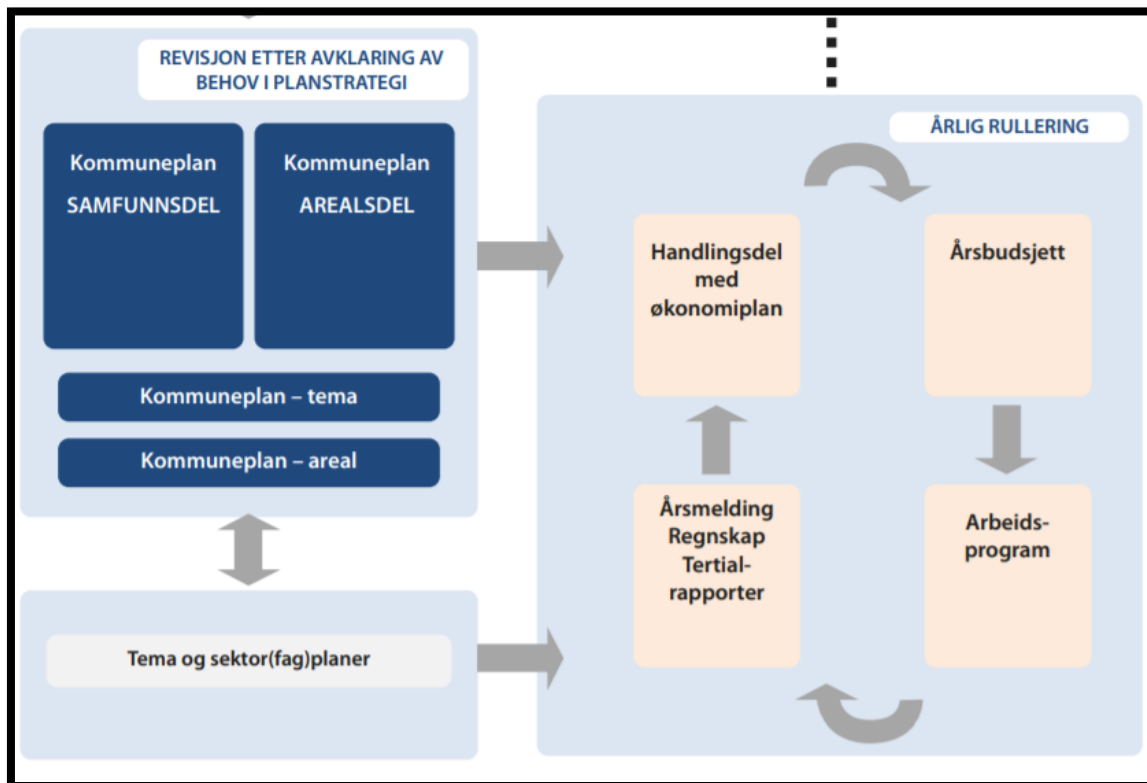 REVISJON ETTER AVKLARING AV
BEHOV I PLANSTRATEGI
Kommuneplan
SAMFUNNSDEL
Kommuneplan
AREALSDEL
Kommuneplan – tema
Kommuneplan – areal
Tema og sektor(fag)planer
ÅRLIG RULLERING
Handlingsdel
med
økonomiplan
Årsbudsjett
Årsmelding
Regnskap
Tertial-
rapporter
Arbeids-
program